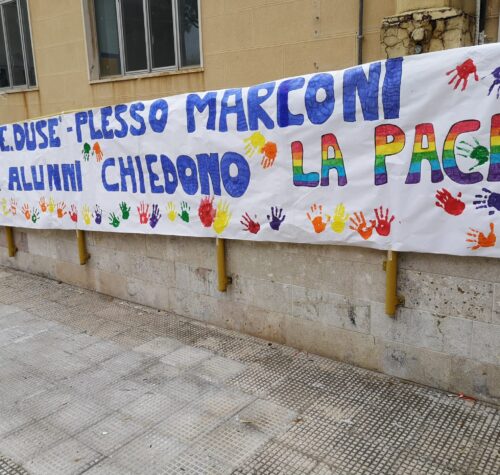 E. DUSE' - PLESSO MARCONI
ALUNNI CHIEDONO LA PACE